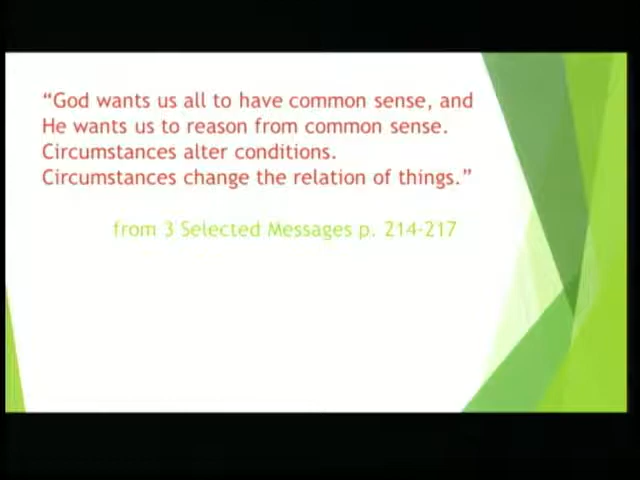 “God wants us all to have common sense, and
He wants us to reason from common sense.
Circumstances alter conditions.
Circumstances change the relation of things.”
from 3 Selected Messages p. 214-217